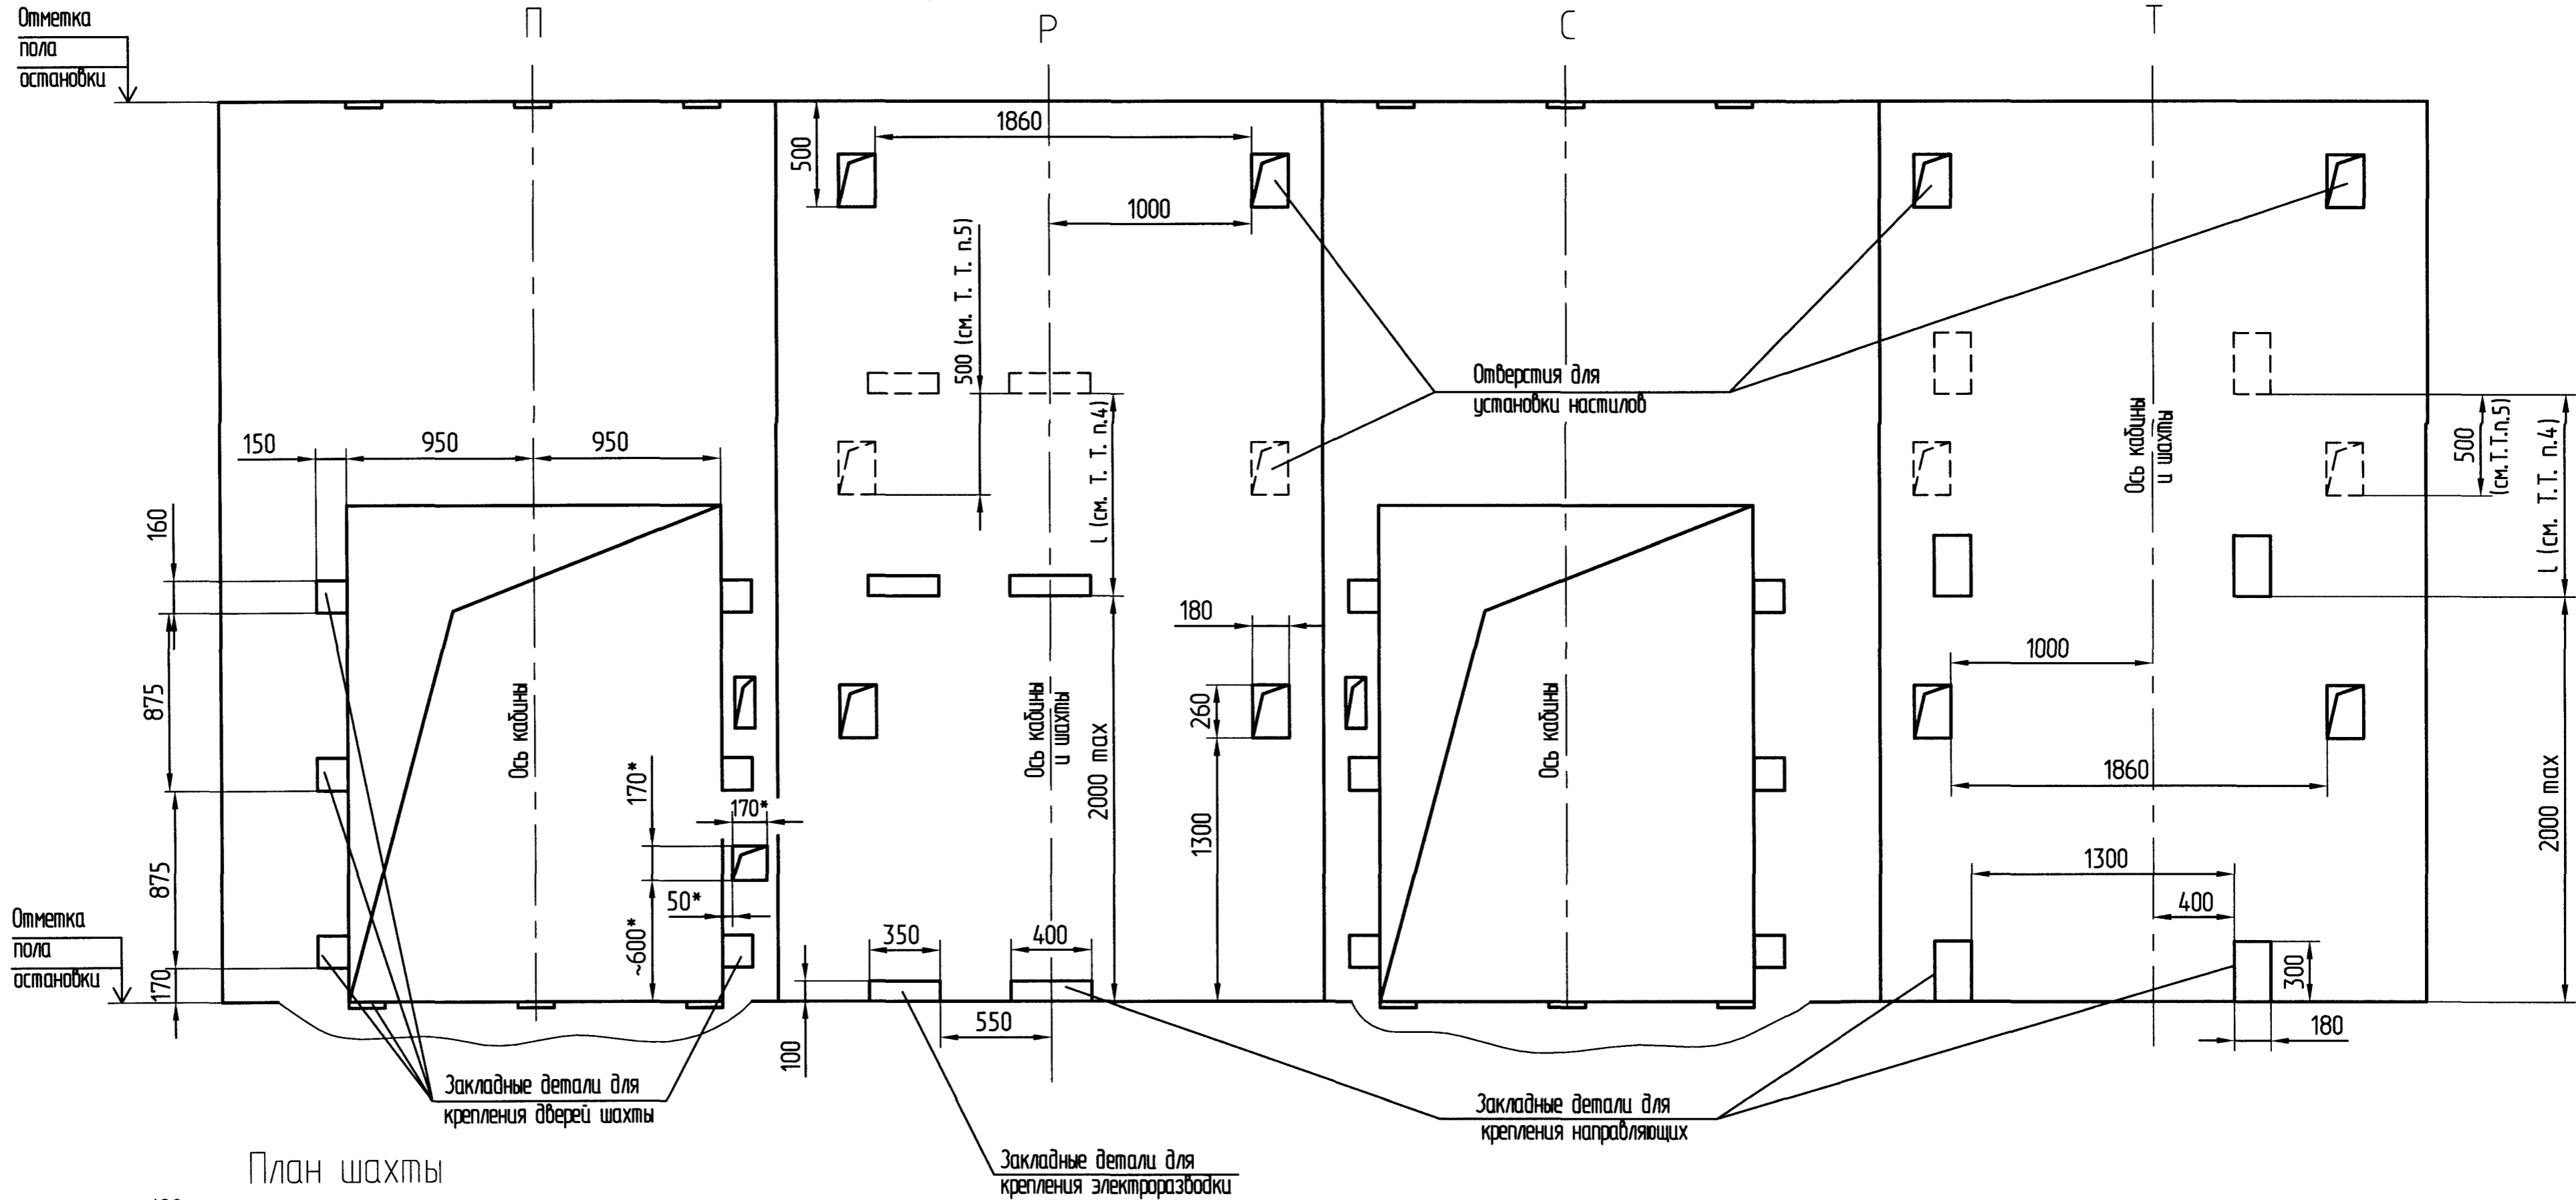 Отметка
пола
остановки
П
Р
С
Т
1860
500
1000
500 (см. Т. Т. п.5)
l (см. Т. Т. п.4)
Отверстия для
установки настилов
Ось кабины
и шахты
500
(см.Т.Т.п.5)
l (см. Т.Т. п.4)
150
950
950
160
875
875
170
Ось кабины
170*
170*
50*
~600*
180
260
1300
Ось кабины
и шахты
2000 max
Ось кабины
1000
1860
2000 max
1300
400
300
180
Отметка
пола
остановки
350
400
550
100
Закладные детали для
крепления дверей шахты
Закладные детали для
крепления направляющих
Закладные детали для
крепления электроразводки
План шахты